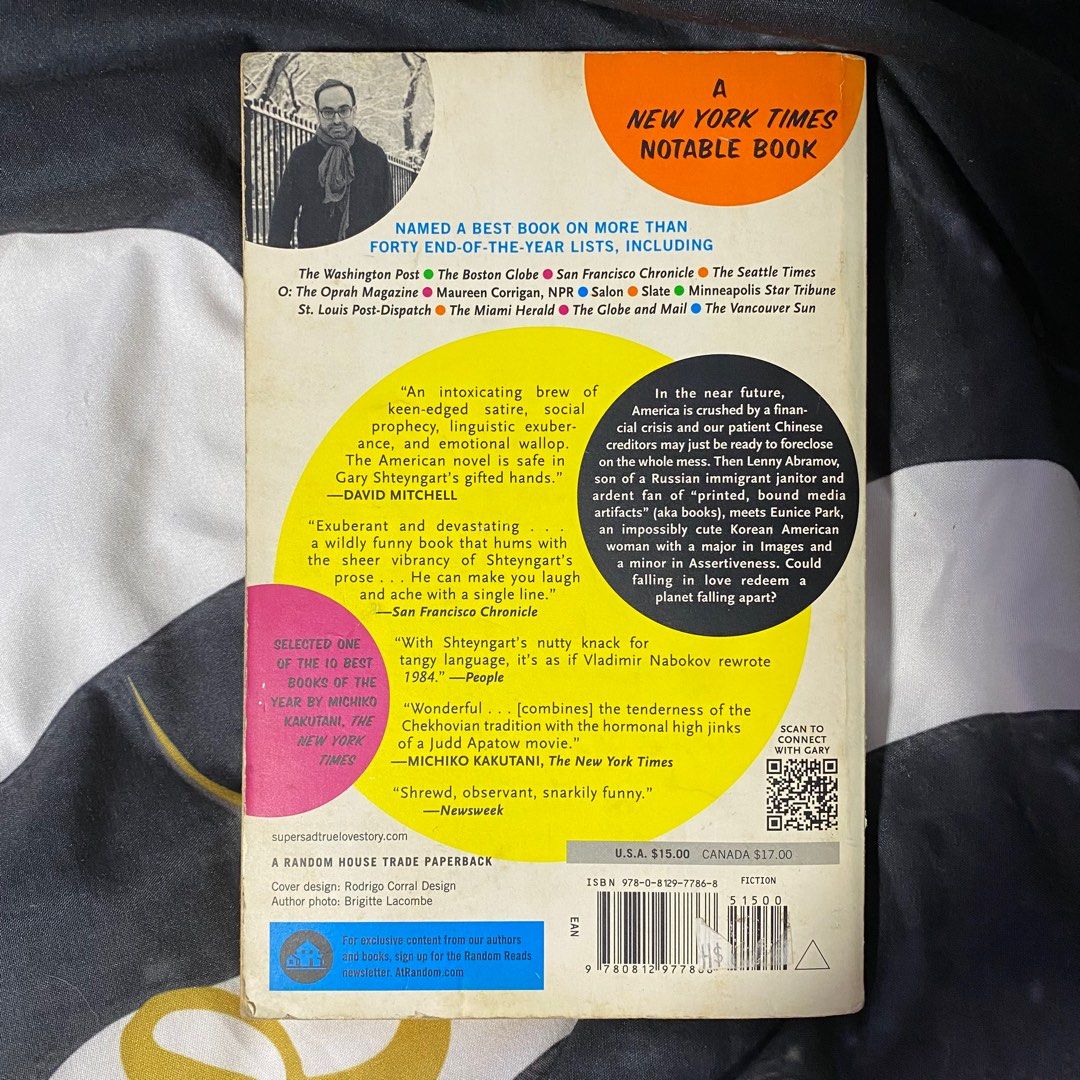 A
NEW YORK TIMES
NOTABLE BOOK
NAMED A BEST BOOK ON MORE THAN
FORTY END-OF-THE-YEAR LISTS, INCLUDING
The Washington Post ● The Boston Globe ● San Francisco Chronicle ● The Seattle Times
O: The Oprah Magazine ● Maureen Corrigan, NPR ● Salon ● Slate ● Minneapolis Star Tribune
St. Louis Post-Dispatch ● The Miami Herald ● The Globe and Mail ● The Vancouver Sun
“An intoxicating brew of
keen-edged satire, social
prophecy, linguistic exuber-
ance, and emotional wallop.
The American novel is safe in
Gary Shteyngart’s gifted hands.”
—DAVID MITCHELL
“Exuberant and devastating . . .
a wildly funny book that hums with
the sheer vibrancy of Shteyngart’s
prose . . . He can make you laugh
and ache with a single line.”
—San Francisco Chronicle
“With Shteyngart’s nutty knack for
tangy language, it’s as if Vladimir Nabokov rewrote
1984.” —People
“Wonderful . . . [combines] the tenderness of the
Chekhovian tradition with the hormonal high jinks
of a Judd Apatow movie.”
—MICHIKO KAKUTANI, The New York Times
“Shrewd, observant, snarkily funny.”
—Newsweek
In the near future,
America is crushed by a finan-
cial crisis and our patient Chinese
creditors may just be ready to foreclose
on the whole mess. Then Lenny Abramov,
son of a Russian immigrant janitor and
ardent fan of “printed, bound media
artifacts” (aka books), meets Eunice Park,
an impossibly cute Korean American
woman with a major in Images and
a minor in Assertiveness. Could
falling in love redeem a
planet falling apart?
SELECTED ONE
OF THE 10 BEST
BOOKS OF THE
YEAR BY MICHIKO
KAKUTANI, THE
NEW YORK
TIMES
SCAN TO
CONNECT
WITH GARY
supersadtruelovestory.com
A RANDOM HOUSE TRADE PAPERBACK
Cover design: Rodrigo Corral Design
Author photo: Brigitte Lacombe
For exclusive content from our authors
and books, sign up for the Random Reads
newsletter. AtRandom.com
U.S.A. $15.00 CANADA $17.00
ISBN 978-0-8129-7786-8 FICTION
51500
EAN
9 780812 97786
H$